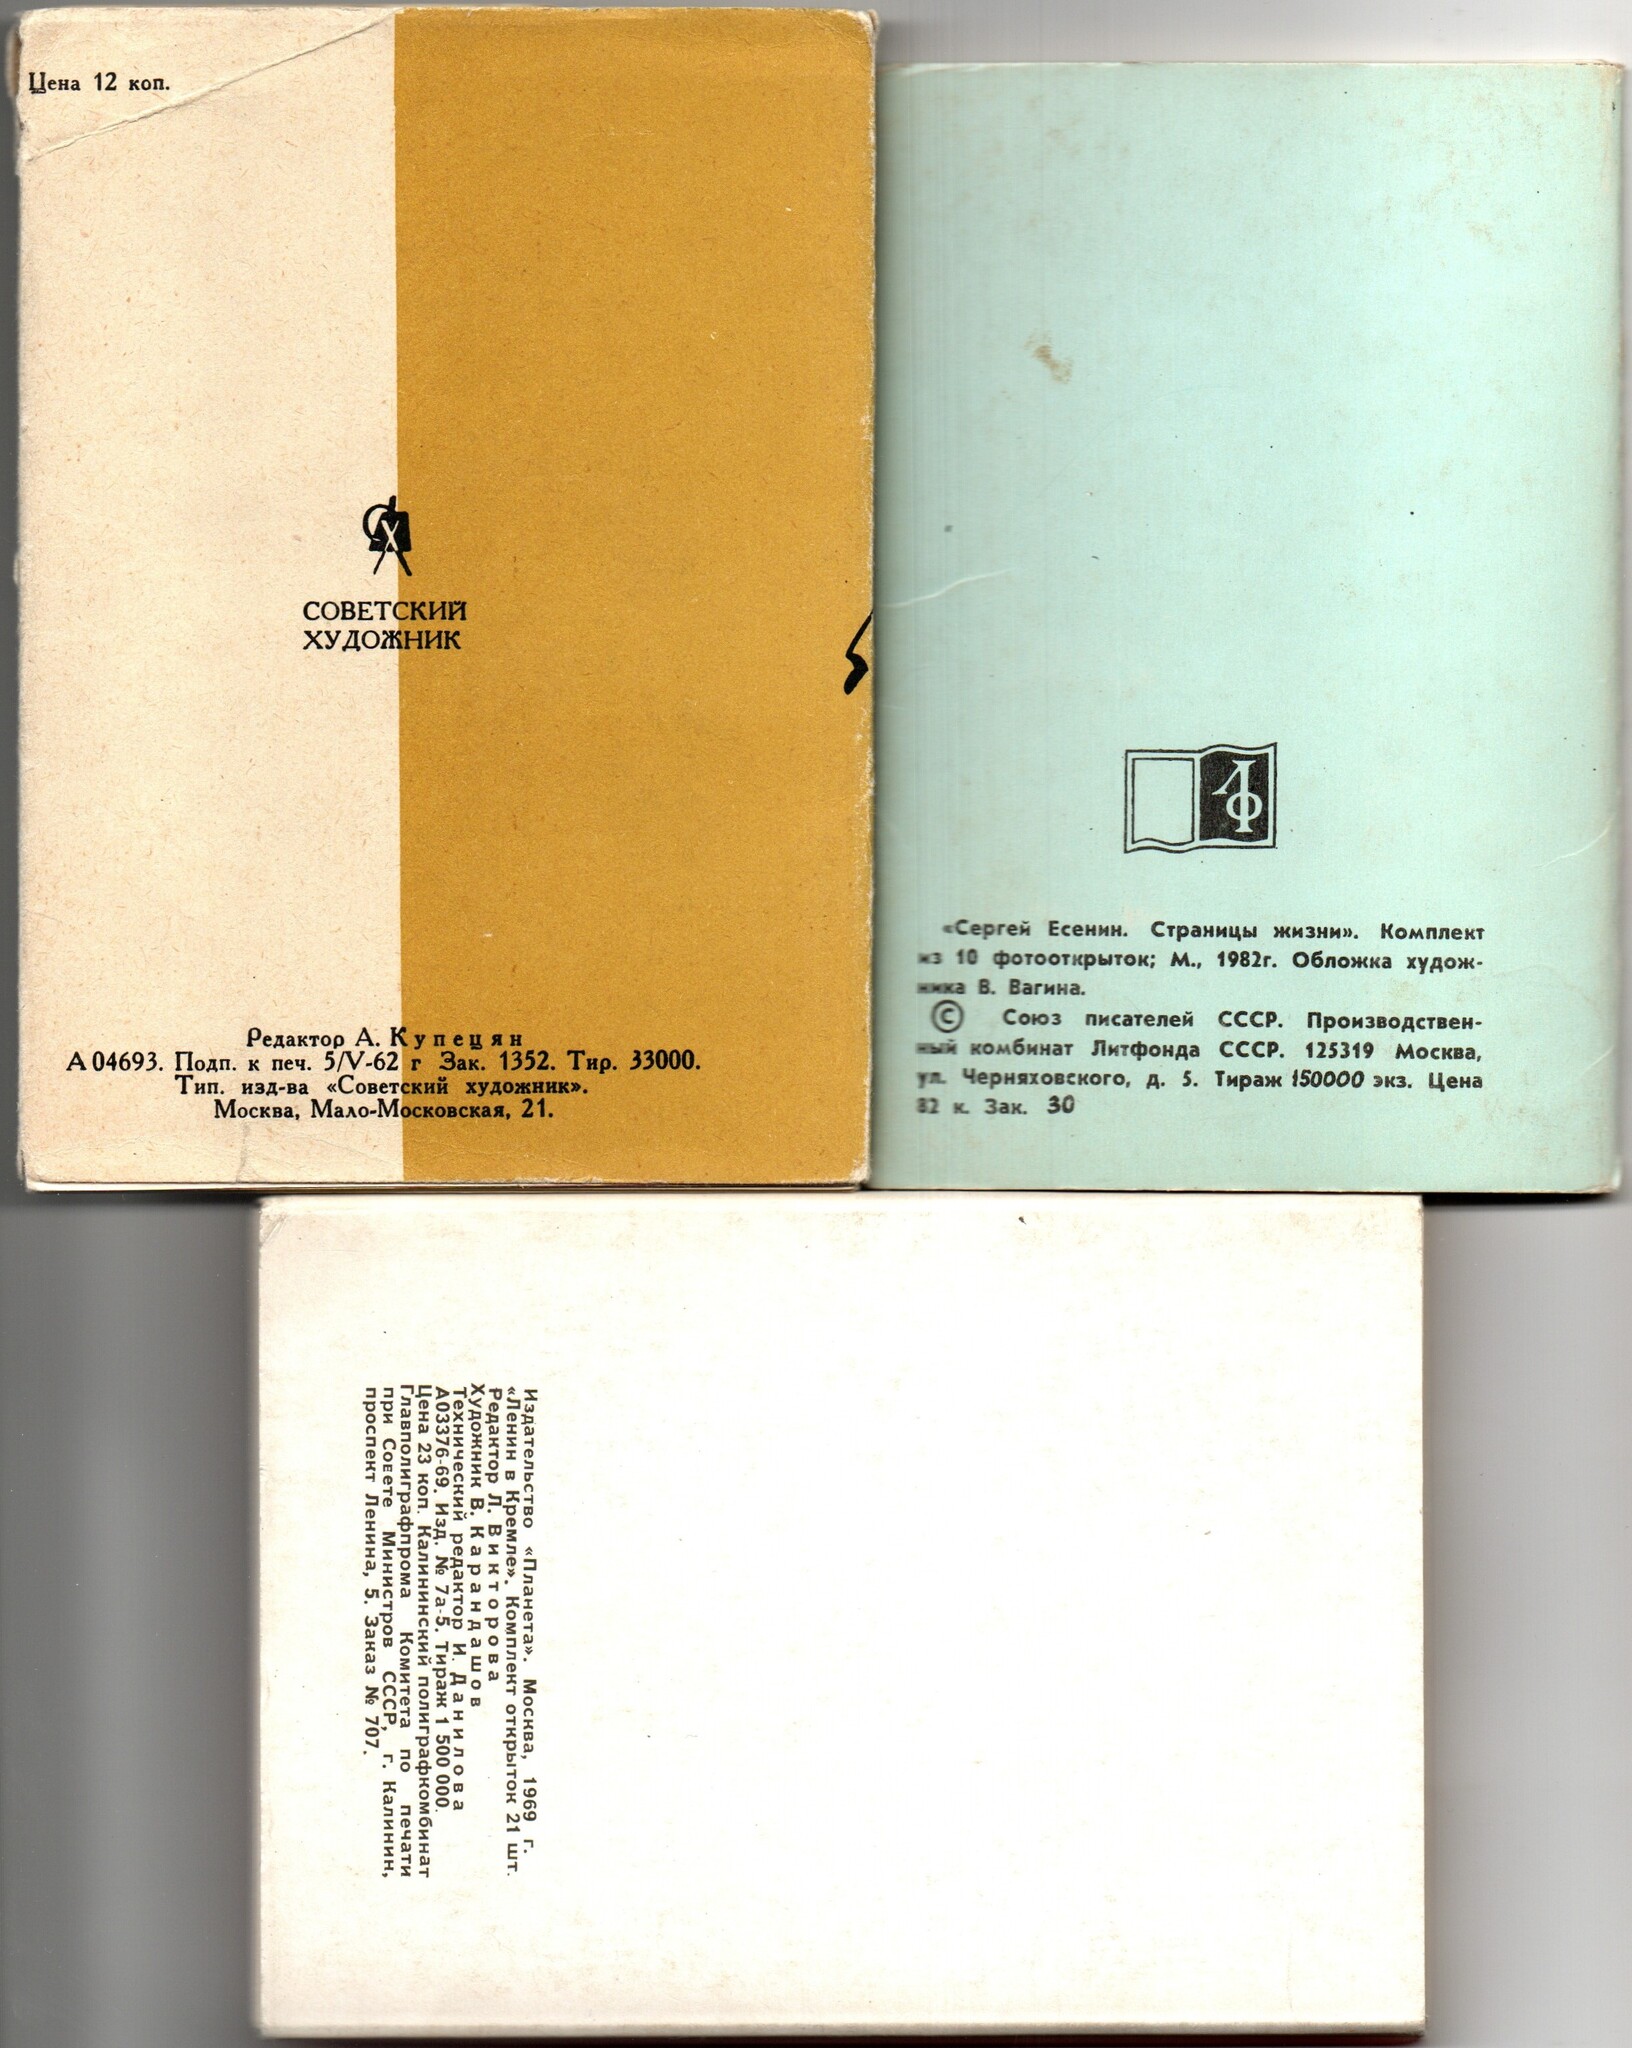 Цена 12 коп.
Х
СОВЕТСКИЙ
ХУДОЖНИК
Редактор А. Купецян
А 04693. Подп. к печ. 5/V-62 г Зак. 1352. Тир. 33000.
Тип. изд-ва «Советский художник».
Москва, Мало-Московская, 21.
ЛФ
«Сергей Есенин. Страницы жизни». Комплект
из 10 фотооткрыток; М., 1982г. Обложка худож-
ника В. Вагина.
© Союз писателей СССР. Производствен-
ный комбинат Литфонда СССР. 125319 Москва,
ул. Черняховского, д. 5. Тираж 150000 экз. Цена
82 к. Зак. 30
Издательство «Планета». Москва, 1969 г.
«Ленин в Кремле». Комплект открыток 21 шт.
Редактор Л. Викторова
Художник В. Карандашов
Технический редактор И. Данилова
А03376-69. Изд. № 7а-5. Тираж 1 500 000.
Цена 23 коп. Калининский полиграфкомбинат
Главполиграфпрома Комитета по печати
при Совете Министров СССР, г. Калинин,
проспект Ленина, 5. Заказ № 707.